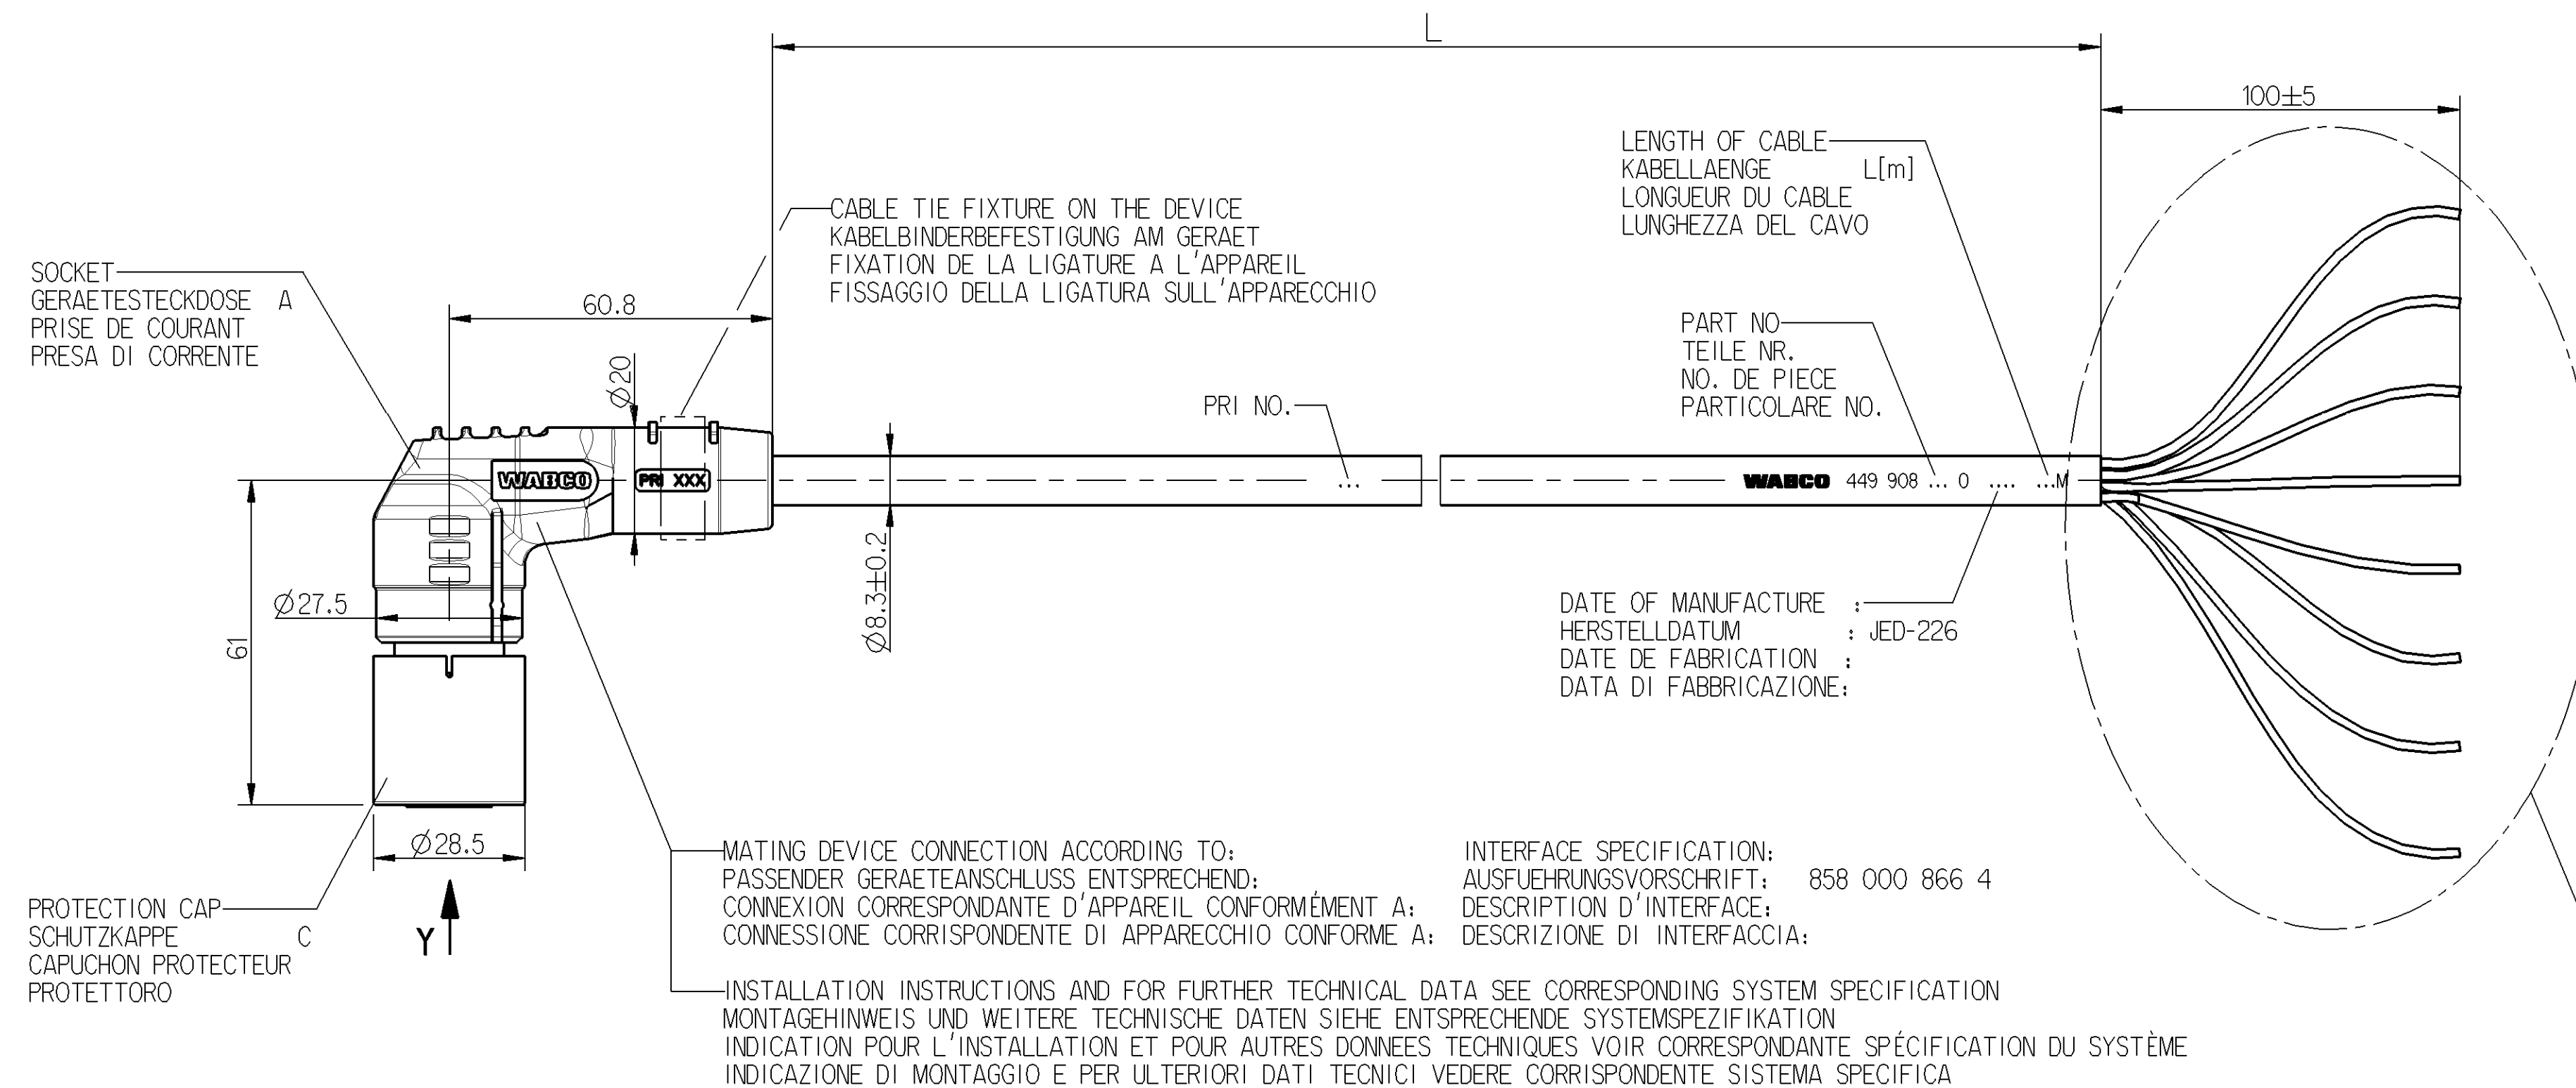 L
100±5
LENGTH OF CABLE
KABELLAENGE L[m]
LONGUEUR DU CABLE
LUNGHEZZA DEL CAVO
CABLE TIE FIXTURE ON THE DEVICE
KABELBINDERBEFESTIGUNG AM GERAET
FIXATION DE LA LIGATURE A L'APPAREIL
FISSAGGIO DELLA LIGATURA SULL'APPARECCHIO
SOCKET
GERAETESTECKDOSE A
PRISE DE COURANT
PRESA DI CORRENTE
60.8
PART NO
TEILE NR.
NO. DE PIECE
PARTICOLARE NO.
Ø20
PRI NO.
WABCO
PRI XXX
...
WABCO 449 908 ... 0 .... ...M
Ø8.3±0.2
Ø27.5
61
DATE OF MANUFACTURE :
HERSTELLDATUM : JED-226
DATE DE FABRICATION :
DATA DI FABBRICAZIONE:
Ø28.5
Y
PROTECTION CAP
SCHUTZKAPPE C
CAPUCHON PROTECTEUR
PROTETTORO
MATING DEVICE CONNECTION ACCORDING TO:
PASSENDER GERAETEANSCHLUSS ENTSPRECHEND:
CONNEXION CORRESPONDANTE D'APPAREIL CONFORMÉMENT A:
CONNESSIONE CORRISPONDENTE DI APPARECCHIO CONFORME A:
INTERFACE SPECIFICATION:
AUSFUEHRUNGSVORSCHRIFT: 858 000 866 4
DESCRIPTION D'INTERFACE:
DESCRIZIONE DI INTERFACCIA:
INSTALLATION INSTRUCTIONS AND FOR FURTHER TECHNICAL DATA SEE CORRESPONDING SYSTEM SPECIFICATION
MONTAGEHINWEIS UND WEITERE TECHNISCHE DATEN SIEHE ENTSPRECHENDE SYSTEMSPEZIFIKATION
INDICATION POUR L'INSTALLATION ET POUR AUTRES DONNEES TECHNIQUES VOIR CORRESPONDANTE SPÉCIFICATION DU SYSTÈME
INDICAZIONE DI MONTAGGIO E PER ULTERIORI DATI TECNICI VEDERE CORRISPONDENTE SISTEMA SPECIFICA